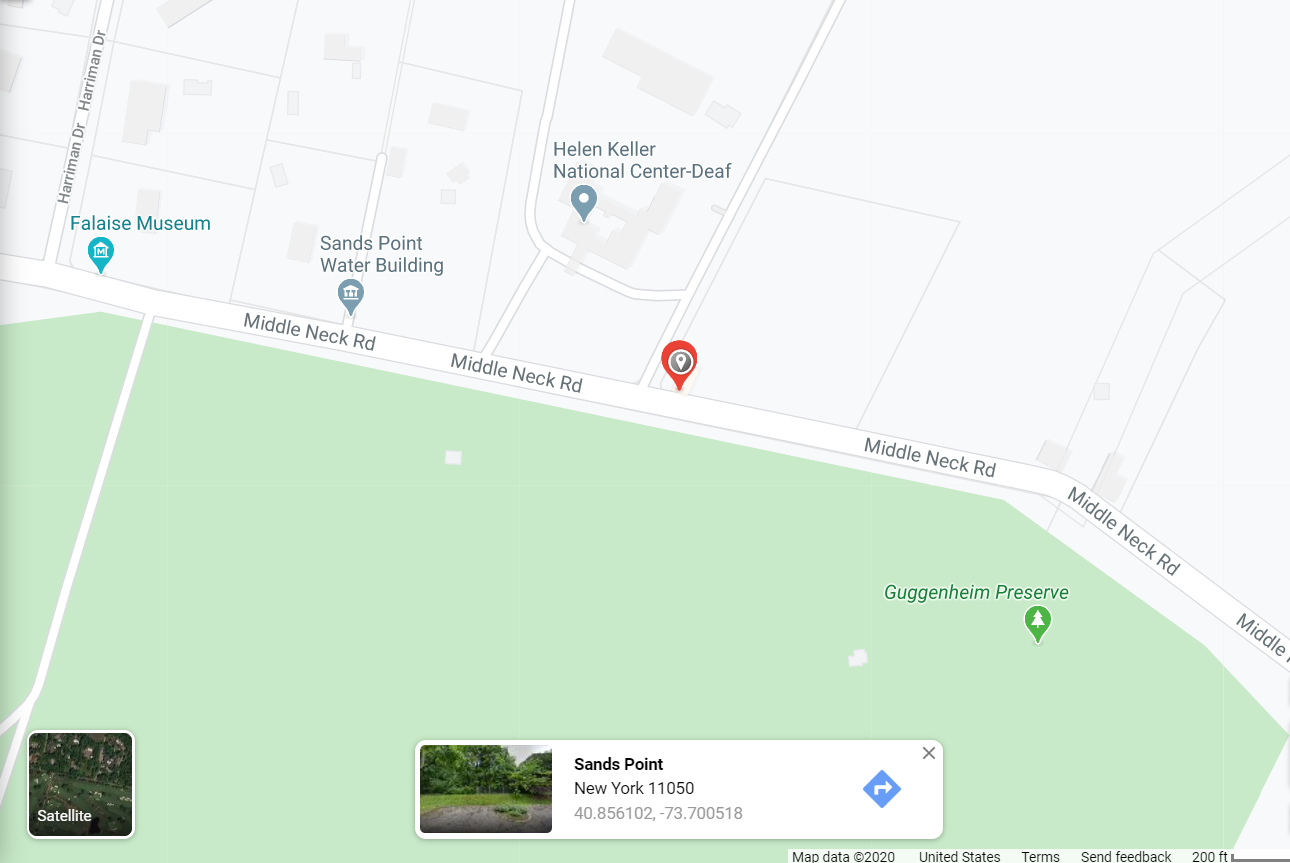 Harriman Dr
Harriman Dr
Helen Keller
National Center-Deaf
Falaise Museum
Sands Point
Water Building
Middle Neck Rd
Middle Neck Rd
Middle Neck Rd
Middle Neck Rd
Middle
Guggenheim Preserve
Satellite
Sands Point
New York 11050
40.856102, -73.700518
Map data ©2020 United States Terms Send feedback 200 ft